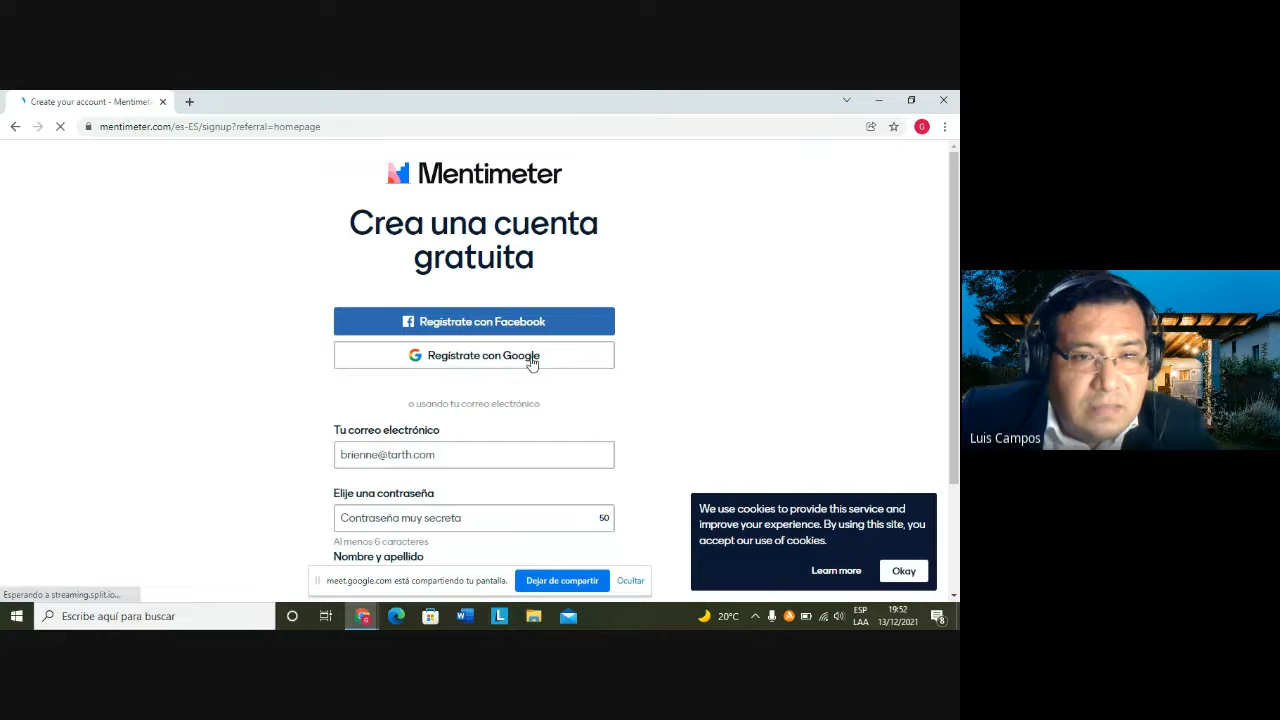 Create your account - Mentimete
mentimeter.com/es-ES/signup?referral=homepage
G
Mentimeter
Crea una cuenta
gratuita
Regístrate con Facebook
Regístrate con Google
o usando tu correo electrónico
Tu correo electrónico
brienne@tarth.com
Elije una contraseña
Contraseña muy secreta
50
Al menos 6 caracteres
Nombre y apellido
We use cookies to provide this service and
improve your experience. By using this site, you
accept our use of cookies.
Learn more
Okay
meet.google.com está compartiendo tu pantalla.
Dejar de compartir
Ocultar
Esperando a streaming.split.io...
Escribe aquí para buscar
20°C
ESP
LAA
19:52
13/12/2021
8
Luis Campos